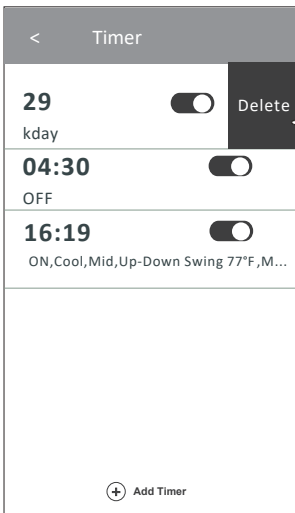 < Timer
29
Delete
kday
04:30
OFF
16:19
ON,Cool,Mid,Up-Down Swing 77°F,M...
Add Timer